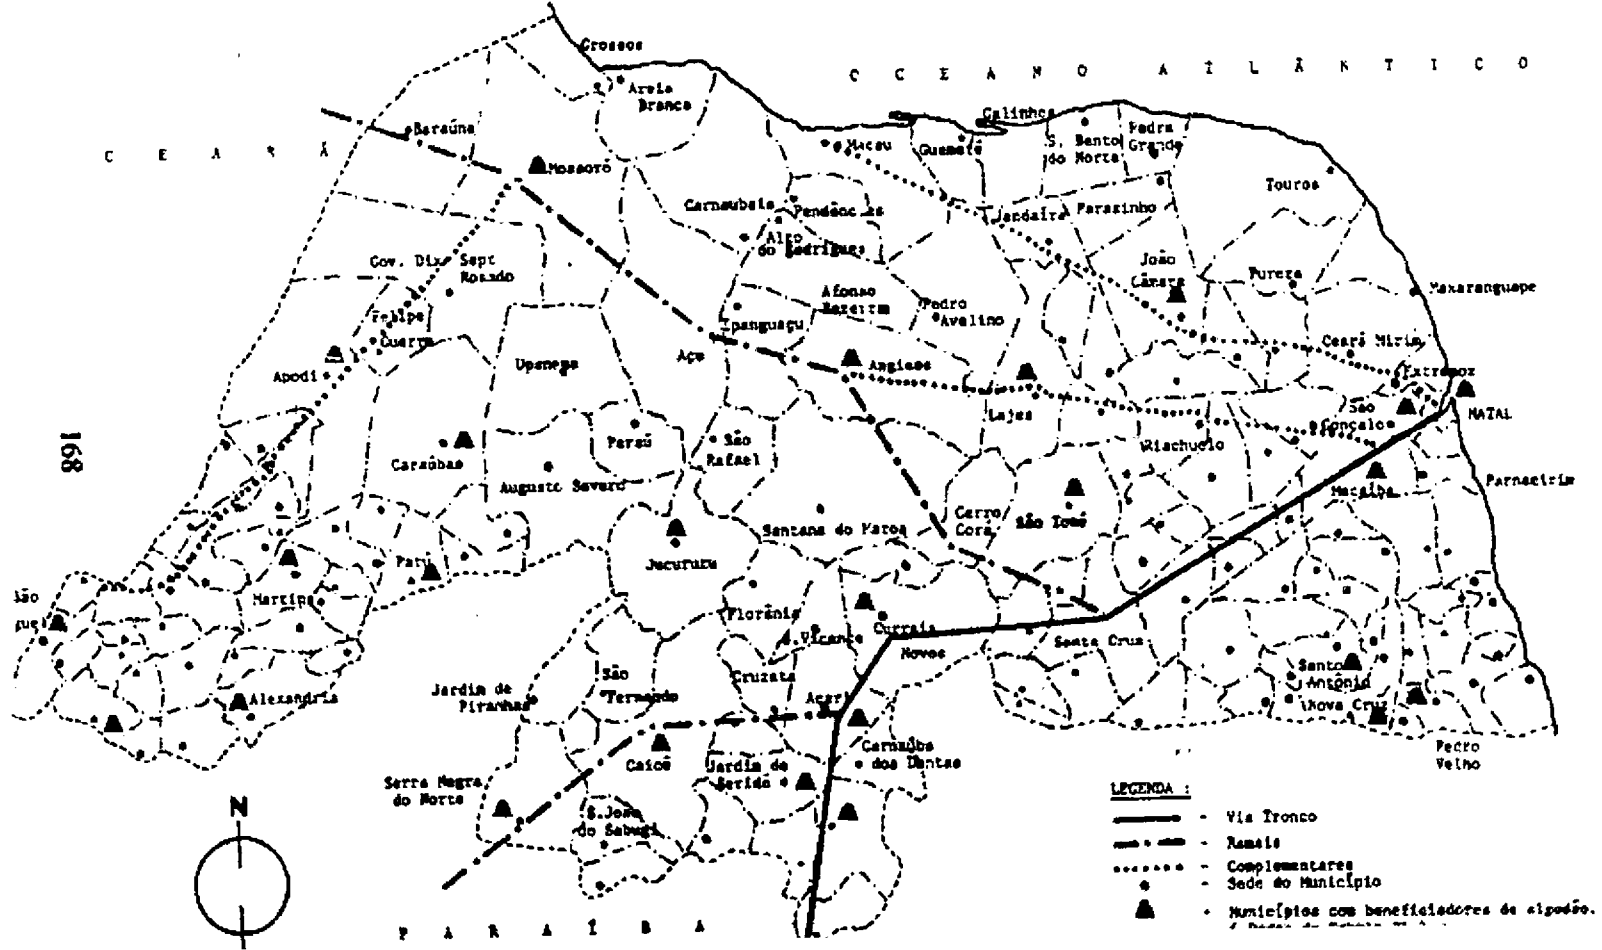 Grossos
OCEANO ATLÂNTICO
Areia
Branca
Galinhos
Baraúna
Macau
Guamaré
S. Bento
do Norte
Pedra
Grande
CEARÁ
Mossoró
Touros
Carnaubais
Pendências
Jandaíra
Parazinho
Alto
do Rodrigues
Gov. Dix Sept
Rosado
João
Câmara
Pureza
Maxaranguape
Afonso
Bezerra
Pedro
Avelino
Felipe
Guerra
Ipanguaçu
Ceará Mirim
Açu
Upanema
Angicos
Apodi
Extremoz
Lajes
São
Gonçalo
NATAL
168
Caraúbas
Paraú
São
Rafael
Riachuelo
Augusto Severo
Macaíba
Parnamirim
Santana do Matos
Cerro
Corá
São Tomé
Jucurutu
Patu
São
guel
Martins
Florânia
S. Vicente
Currais
Novos
Santa Cruz
Santo
Antônio
Nova Cruz
Alexandria
Jardim de
Piranhas
São
Fernando
Cruzeta
Acari
Carnaúba
dos Dantas
Pedro
Velho
Caicó
Jardim de
Seridó
Serra Negra
do Norte
S. João
do Sabugi
N
PARAÍBA
LEGENDA :
- Via Tronco
- Ramais
- Complementares
- Sede do Município
- Municípios com beneficiadores de algodão.